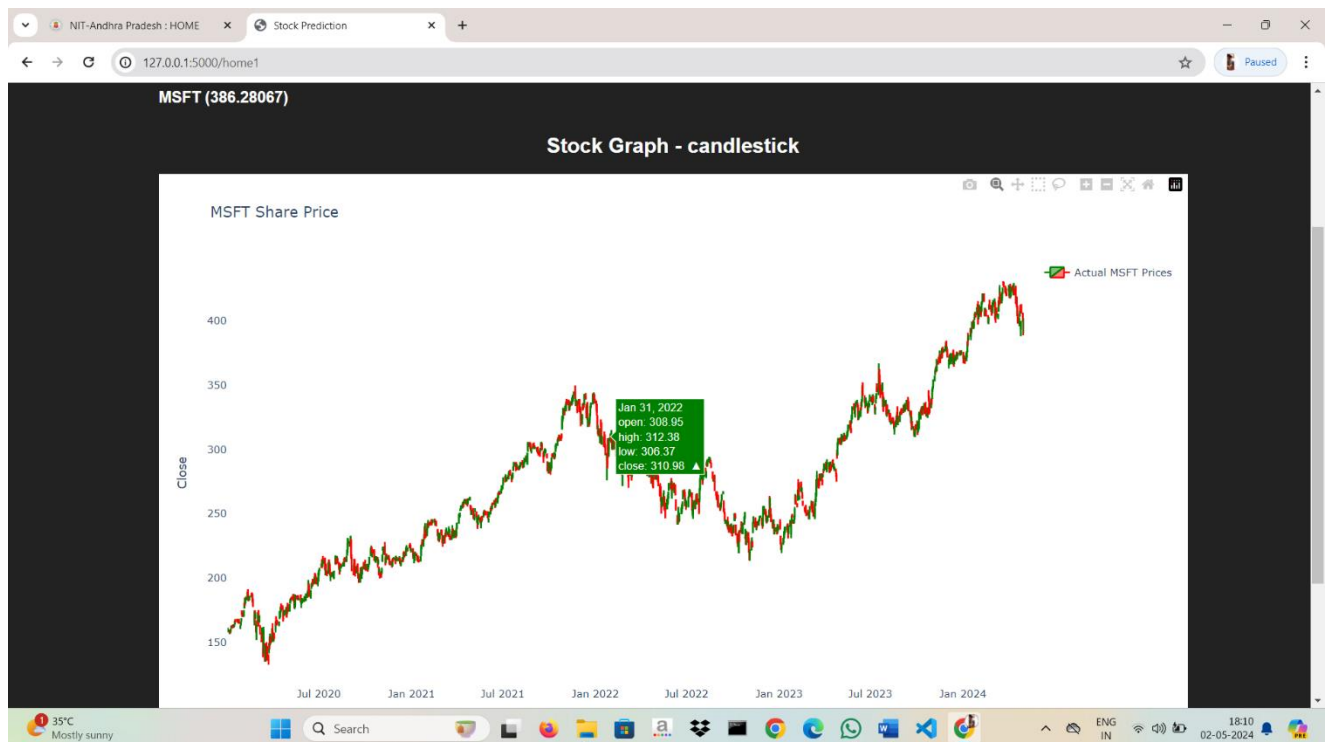 NIT-Andhra Pradesh : HOME
Stock Prediction
127.0.0.1:5000/home1
Paused
MSFT (386.28067)
Stock Graph - candlestick
MSFT Share Price
Actual MSFT Prices
400
350
300
250
200
150
Close
Jan 31, 2022
open: 308.95
high: 312.38
low: 306.37
close: 310.98 ▲
Jul 2020 Jan 2021 Jul 2021 Jan 2022 Jul 2022 Jan 2023 Jul 2023 Jan 2024
1
35°C
Mostly sunny
Search
a
W
ENG
IN
18:10
02-05-2024
PRE